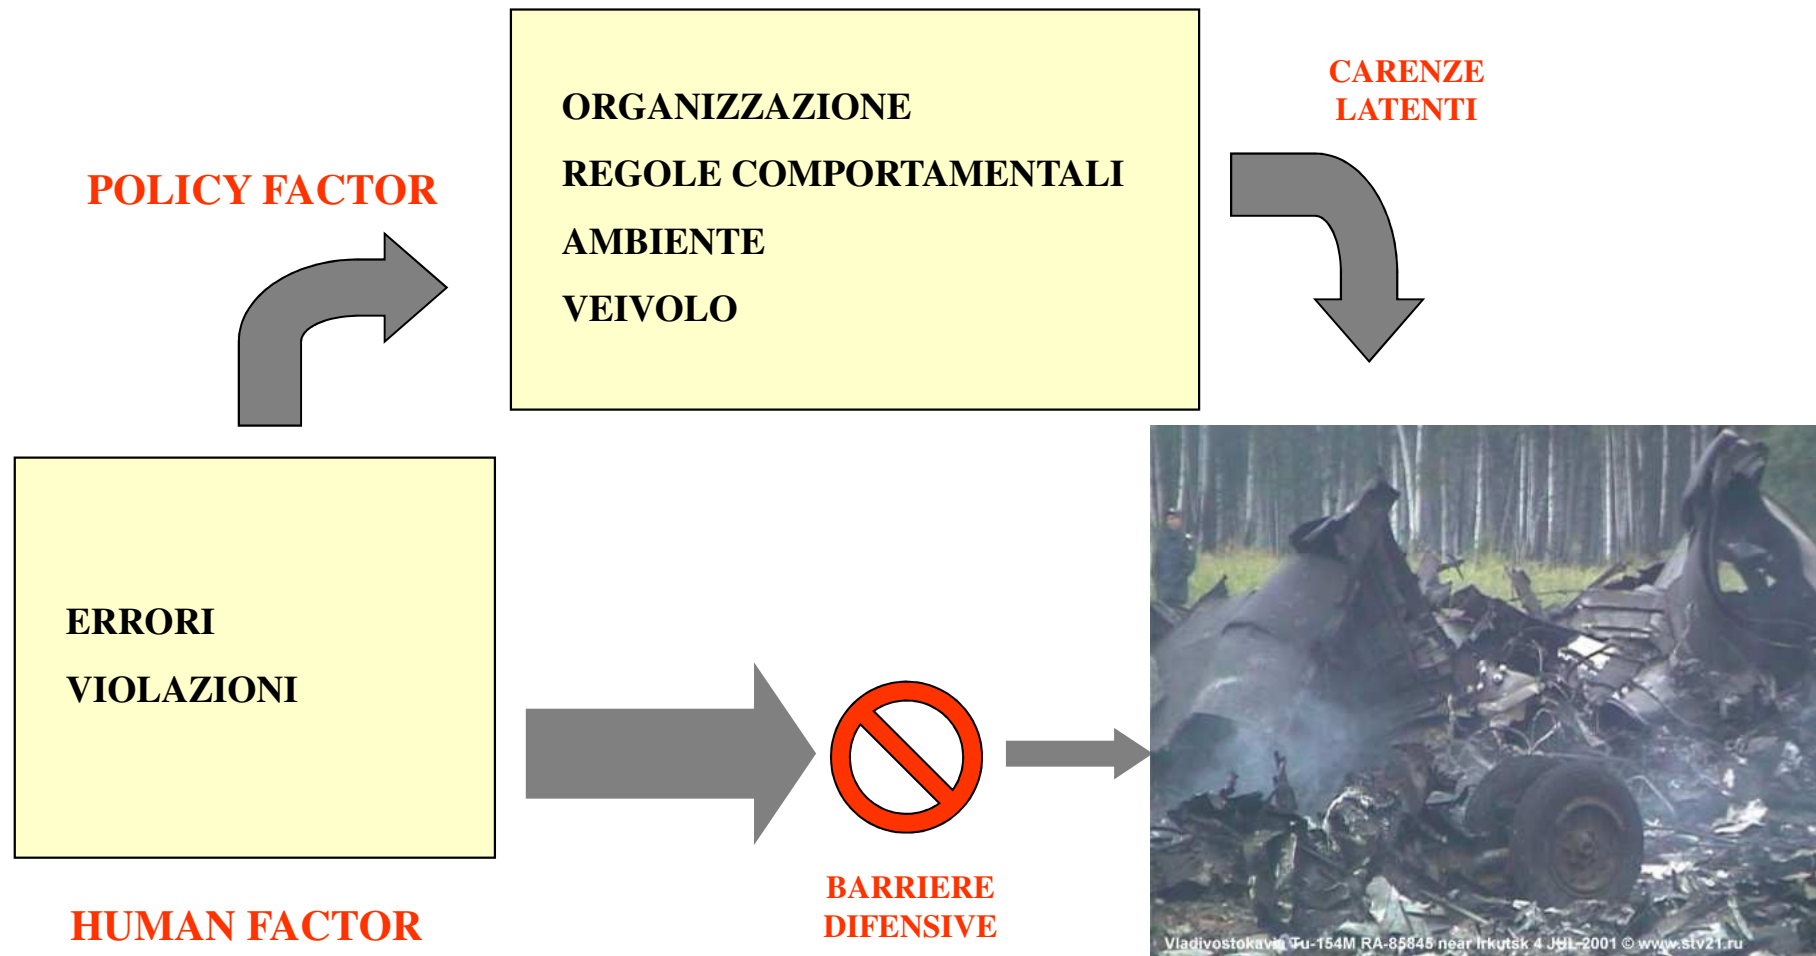 POLICY FACTOR
ORGANIZZAZIONE
REGOLE COMPORTAMENTALI
AMBIENTE
VEIVOLO
CARENZE
LATENTI
ERRORI
VIOLAZIONI
HUMAN FACTOR
BARRIERE
DIFENSIVE
Vladivostokavia Tu-154M RA-85845 near Irkutsk 4 JUL 2001 © www.stv21.ru